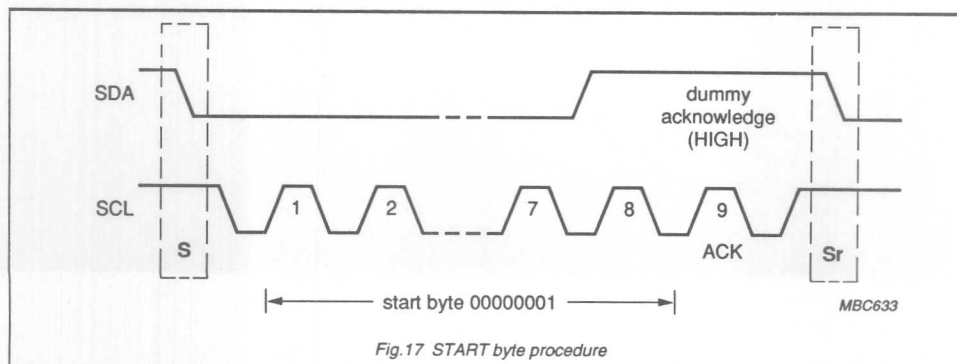 SDA
dummy
acknowledge
(HIGH)
SCL
1 2 7 8 9
S ACK Sr
start byte 00000001
MBC633
Fig.17 START byte procedure